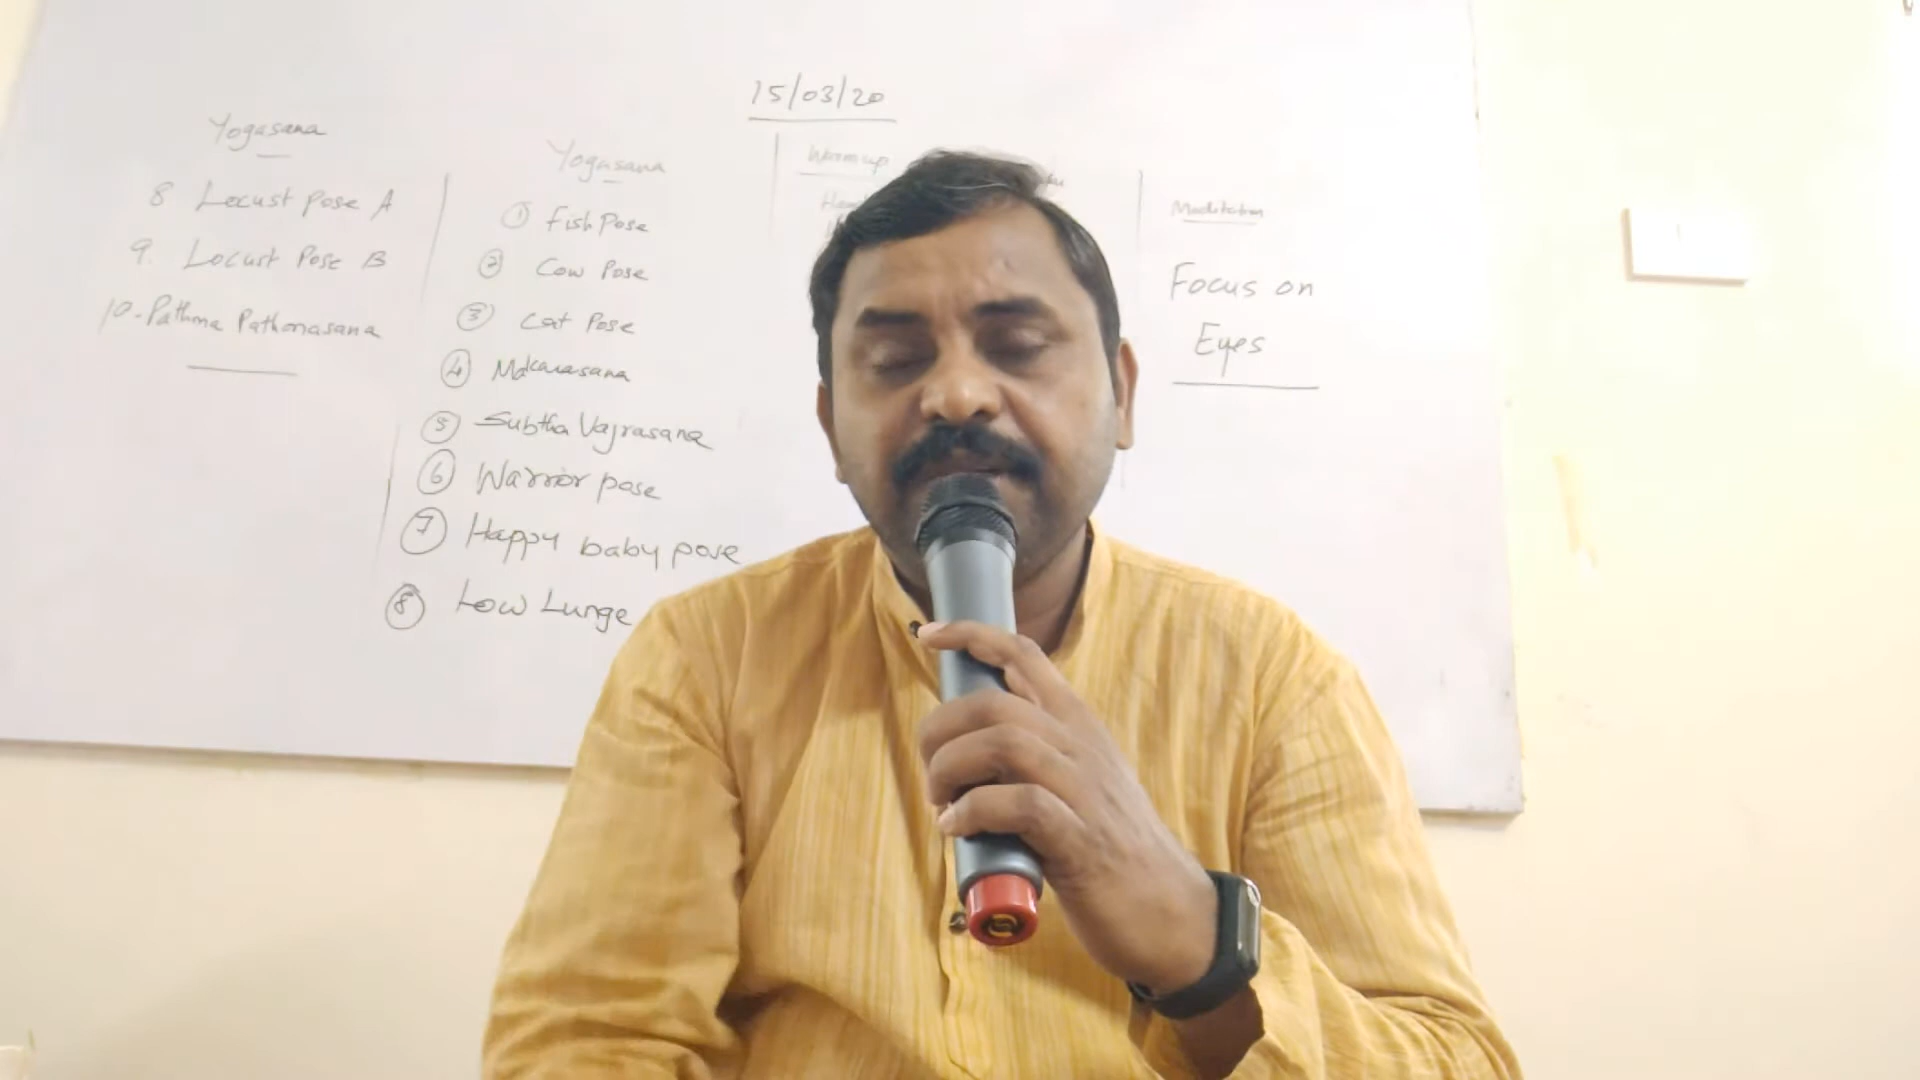 15/03/20
Yogasana
8 Locust pose A
9. Locust Pose B
10-Pathma Pathmasana
Yogasana
1 Fish Pose
2 Cow Pose
3 Cat Pose
4 Makarasana
5 Subtha Vajrasana
6 Warrior pose
7 Happy baby pose
8 Low Lunge
Warm up
Meditation
Focus on
Eyes